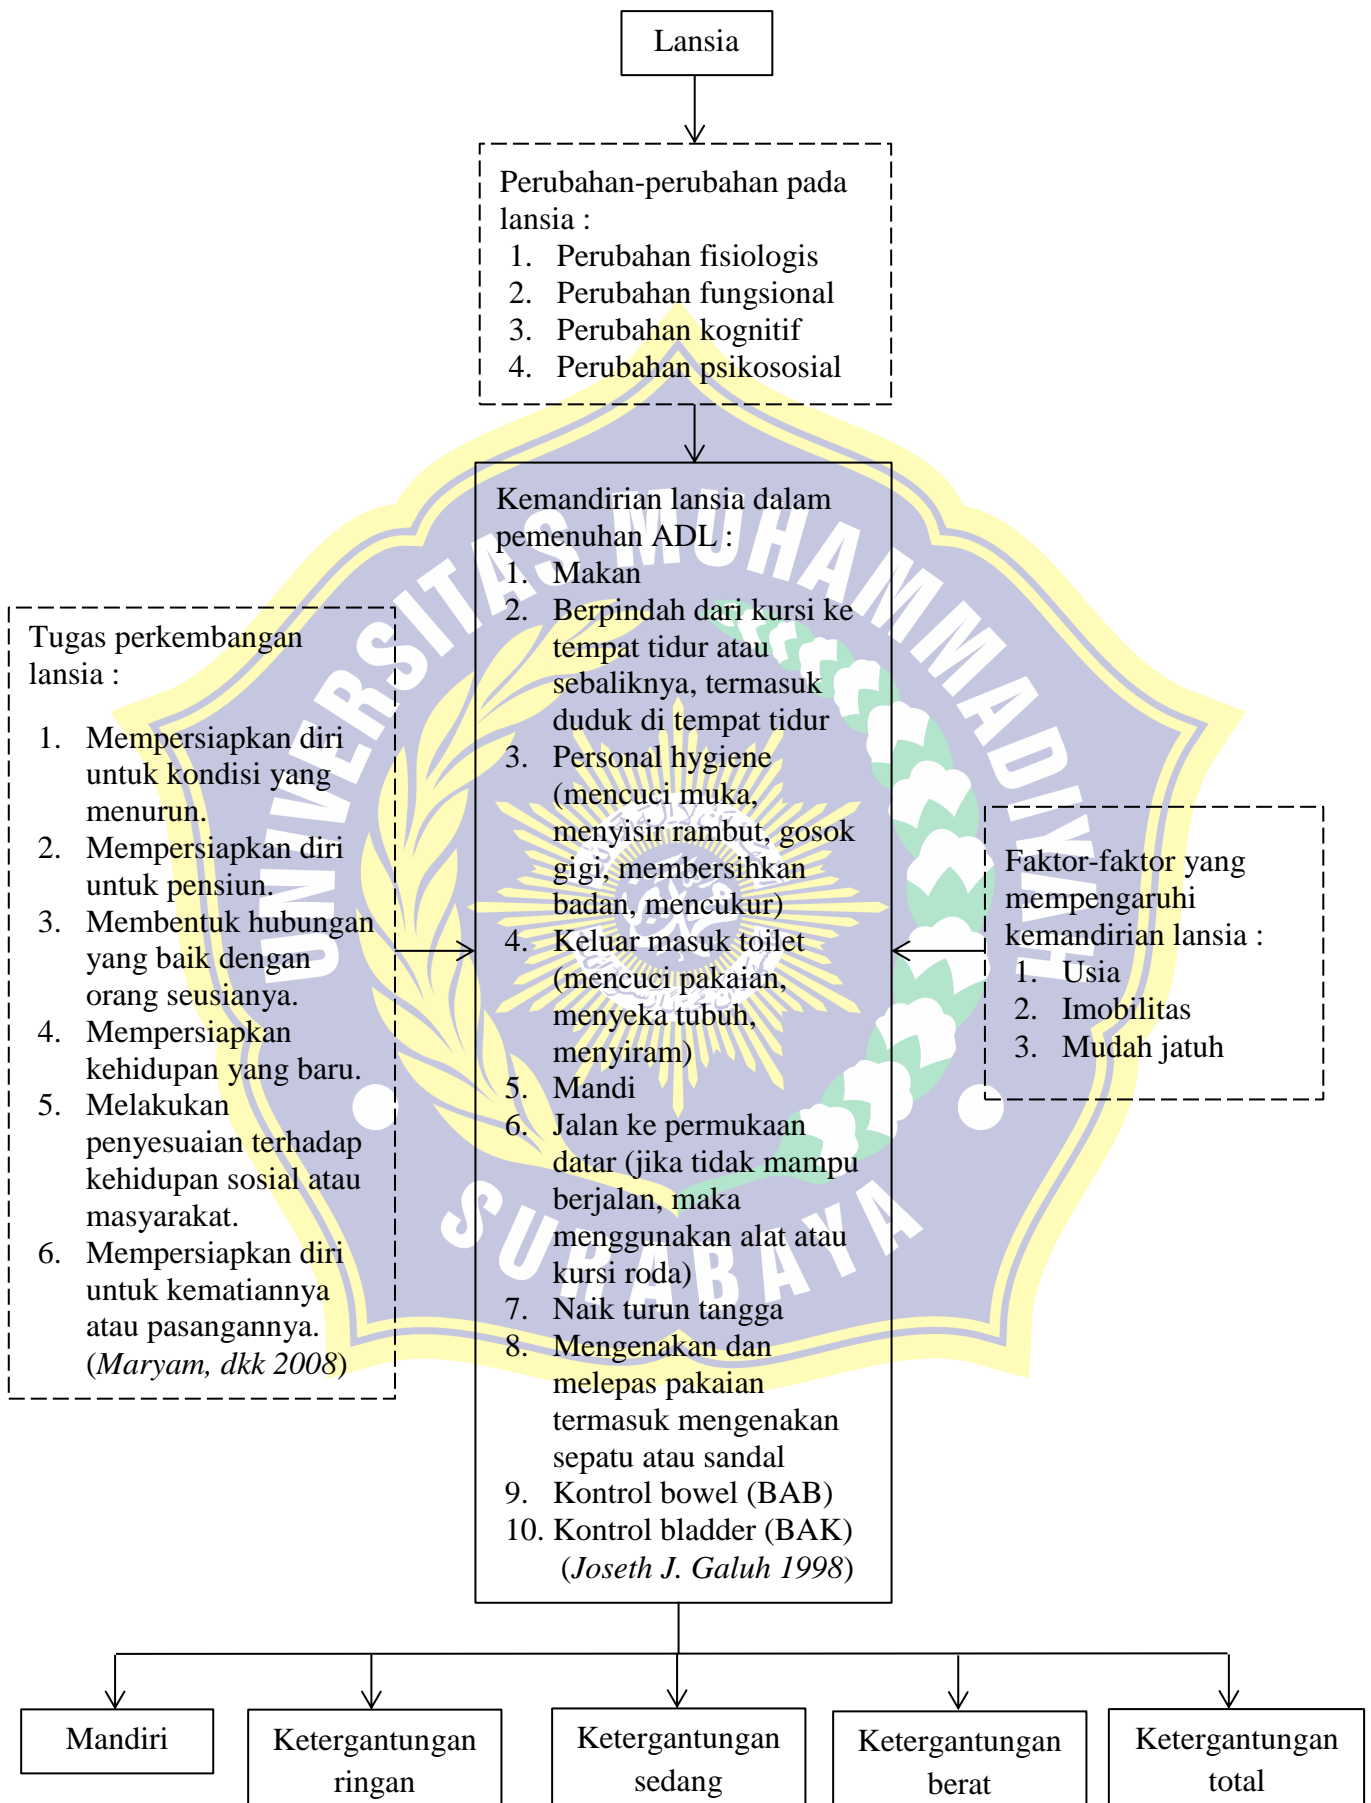 Lansia
Perubahan-perubahan pada
lansia :
1. Perubahan fisiologis
2. Perubahan fungsional
3. Perubahan kognitif
4. Perubahan psikososial
Kemandirian lansia dalam
pemenuhan ADL :
1. Makan
2. Berpindah dari kursi ke
tempat tidur atau
sebaliknya, termasuk
duduk di tempat tidur
3. Personal hygiene
(mencuci muka,
menyisir rambut, gosok
gigi, membersihkan
badan, mencukur)
4. Keluar masuk toilet
(mencuci pakaian,
menyeka tubuh,
menyiram)
5. Mandi
6. Jalan ke permukaan
datar (jika tidak mampu
berjalan, maka
menggunakan alat atau
kursi roda)
7. Naik turun tangga
8. Mengenakan dan
melepas pakaian
termasuk mengenakan
sepatu atau sandal
9. Kontrol bowel (BAB)
10. Kontrol bladder (BAK)
(Joseth J. Galuh 1998)
Tugas perkembangan
lansia :
1. Mempersiapkan diri
untuk kondisi yang
menurun.
2. Mempersiapkan diri
untuk pensiun.
3. Membentuk hubungan
yang baik dengan
orang seusianya.
4. Mempersiapkan
kehidupan yang baru.
5. Melakukan
penyesuaian terhadap
kehidupan sosial atau
masyarakat.
6. Mempersiapkan diri
untuk kematiannya
atau pasangannya.
(Maryam, dkk 2008)
Faktor-faktor yang
mempengaruhi
kemandirian lansia :
1. Usia
2. Imobilitas
3. Mudah jatuh
Mandiri
Ketergantungan
ringan
Ketergantungan
sedang
Ketergantungan
berat
Ketergantungan
total
UNIVERSITAS MUHAMMADIYAH
SURABAYA